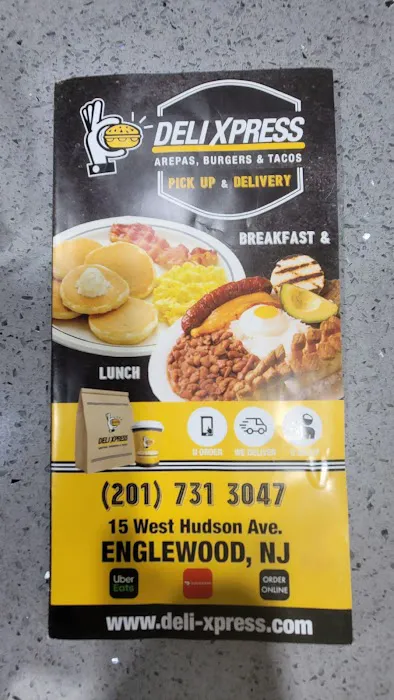 DELI XPRESS
AREPAS, BURGERS & TACOS
PICK UP & DELIVERY
BREAKFAST &
LUNCH
DELI XPRESS
U ORDER
WE DELIVER
(201) 731 3047
15 West Hudson Ave.
ENGLEWOOD, NJ
Uber
Eats
ORDER
ONLINE
www.deli-xpress.com